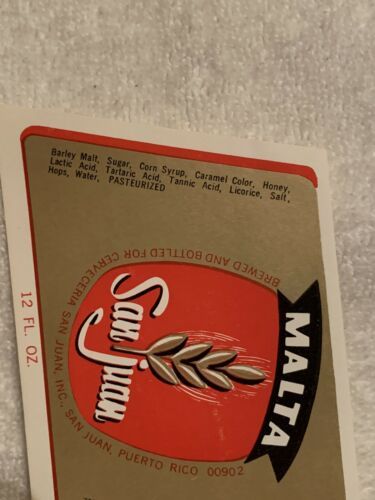 Barley Malt, Sugar, Corn Syrup, Caramel Color, Honey,
Lactic Acid, Tartaric Acid, Tannic Acid, Licorice, Salt,
Hops, Water, PASTEURIZED
MALTA
San Juan
BREWED AND BOTTLED FOR CERVECERIA SAN JUAN, INC., SAN JUAN, PUERTO RICO 00902
12 FL. OZ.